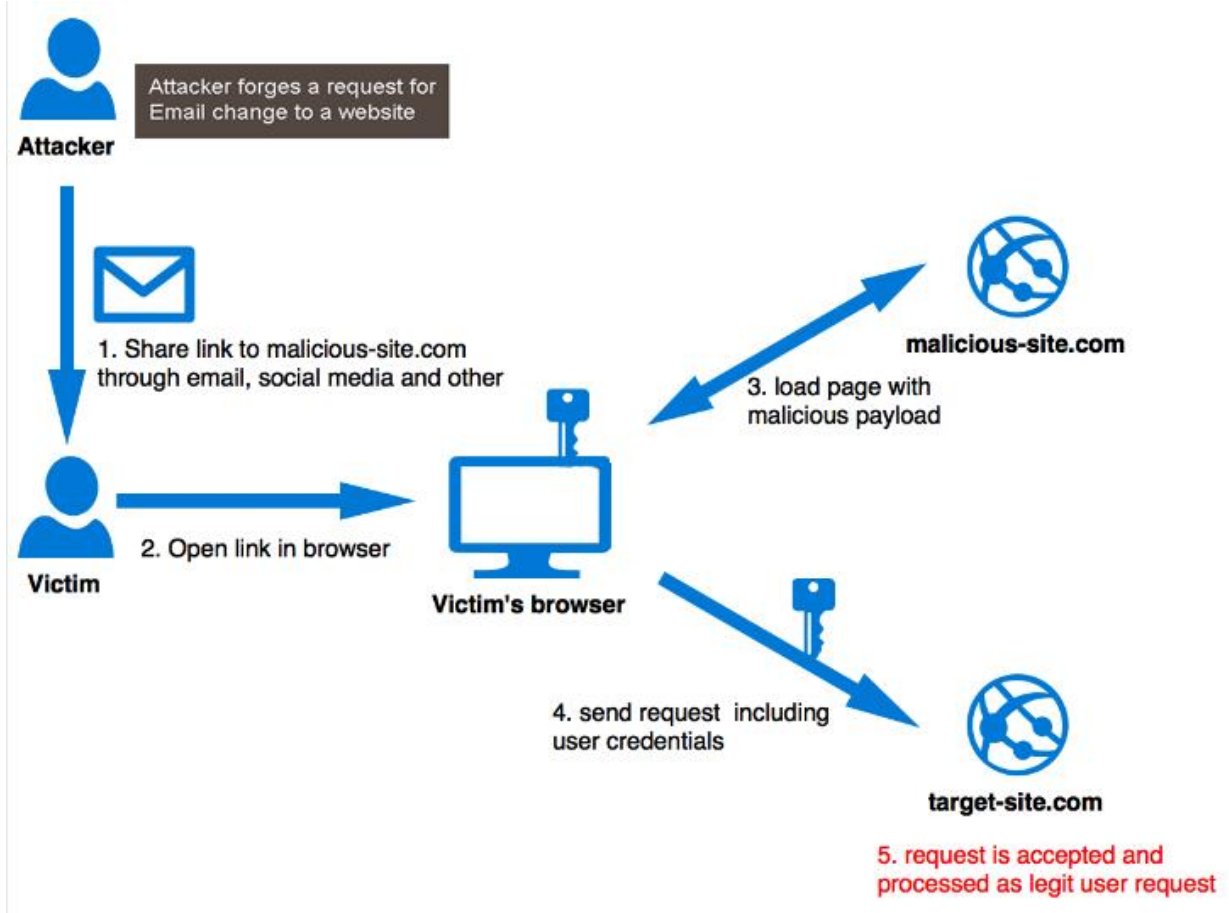 Attacker forges a request for
Email change to a website
Attacker
1. Share link to malicious-site.com
through email, social media and other
malicious-site.com
3. load page with
malicious payload
Victim
2. Open link in browser
Victim's browser
4. send request including
user credentials
target-site.com
5. request is accepted and
processed as legit user request